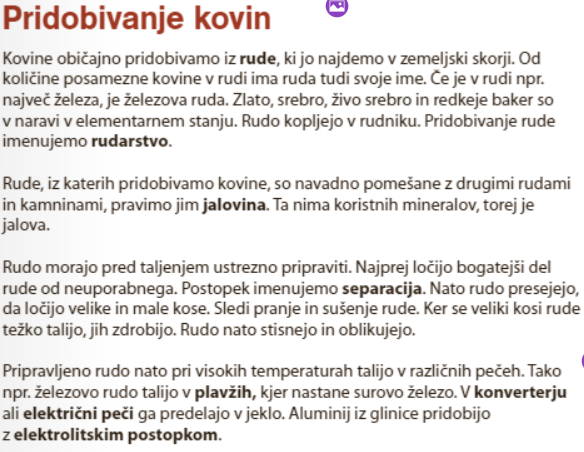 Pridobivanje kovin
Kovine običajno pridobivamo iz rude, ki jo najdemo v zemeljski skorji. Od
količine posamezne kovine v rudi ima ruda tudi svoje ime. Če je v rudi npr.
največ železa, je železova ruda. Zlato, srebro, živo srebro in redkeje baker so
v naravi v elementarnem stanju. Rudo kopljejo v rudniku. Pridobivanje rude
imenujemo rudarstvo.
Rude, iz katerih pridobivamo kovine, so navadno pomešane z drugimi rudami
in kamninami, pravimo jim jalovina. Ta nima koristnih mineralov, torej je
jalova.
Rudo morajo pred taljenjem ustrezno pripraviti. Najprej ločijo bogatejši del
rude od neuporabnega. Postopek imenujemo separacija. Nato rudo presejejo,
da ločijo velike in male kose. Sledi pranje in sušenje rude. Ker se veliki kosi rude
težko talijo, jih zdrobijo. Rudo nato stisnejo in oblikujejo.
Pripravljeno rudo nato pri visokih temperaturah talijo v različnih pečeh. Tako
npr. železovo rudo talijo v plavžih, kjer nastane surovo železo. V konverterju
ali električni peči ga predelajo v jeklo. Aluminij iz glinice pridobijo
z elektrolitskim postopkom.